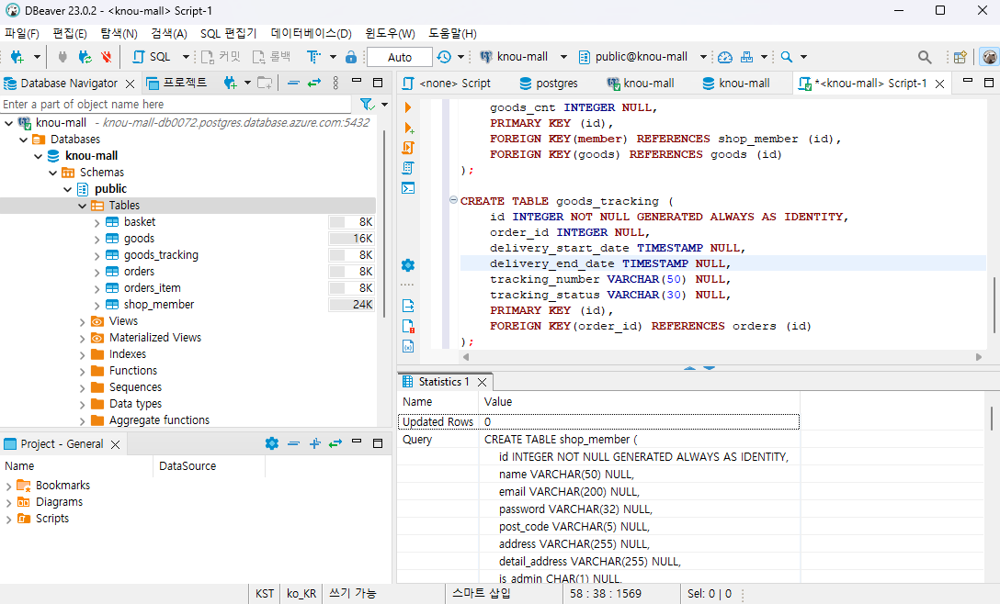 DBeaver 23.0.2 - <knou-mall> Script-1
파일(F) 편집(E) 탐색(N) 검색(A) SQL 편집기 데이터베이스(D) 윈도우(W) 도움말(H)
SQL 커밋 롤백 Auto knou-mall public@knou-mall
Database Navigator 프로젝트
Enter a part of object name here
knou-mall - knou-mall-db0072.postgres.database.azure.com:5432
Databases
knou-mall
Schemas
public
Tables
basket 8K
goods 16K
goods_tracking 8K
orders 8K
orders_item 8K
shop_member 24K
Views
Materialized Views
Indexes
Functions
Sequences
Data types
Aggregate functions
Project - General
Name DataSource
Bookmarks
Diagrams
Scripts
<none> Script postgres knou-mall knou-mall *<knou-mall> Script-1
goods_cnt INTEGER NULL,
PRIMARY KEY (id),
FOREIGN KEY(member) REFERENCES shop_member (id),
FOREIGN KEY(goods) REFERENCES goods (id)
);
CREATE TABLE goods_tracking (
id INTEGER NOT NULL GENERATED ALWAYS AS IDENTITY,
order_id INTEGER NULL,
delivery_start_date TIMESTAMP NULL,
delivery_end_date TIMESTAMP NULL,
tracking_number VARCHAR(50) NULL,
tracking_status VARCHAR(30) NULL,
PRIMARY KEY (id),
FOREIGN KEY(order_id) REFERENCES orders (id)
);
Statistics 1
Name Value
Updated Rows 0
Query CREATE TABLE shop_member (
id INTEGER NOT NULL GENERATED ALWAYS AS IDENTITY,
name VARCHAR(50) NULL,
email VARCHAR(200) NULL,
password VARCHAR(32) NULL,
post_code VARCHAR(5) NULL,
address VARCHAR(255) NULL,
detail_address VARCHAR(255) NULL,
is_admin CHAR(1) NULL,
KST ko_KR 쓰기 가능 스마트 삽입 58 : 38 : 1569 Sel: 0 | 0